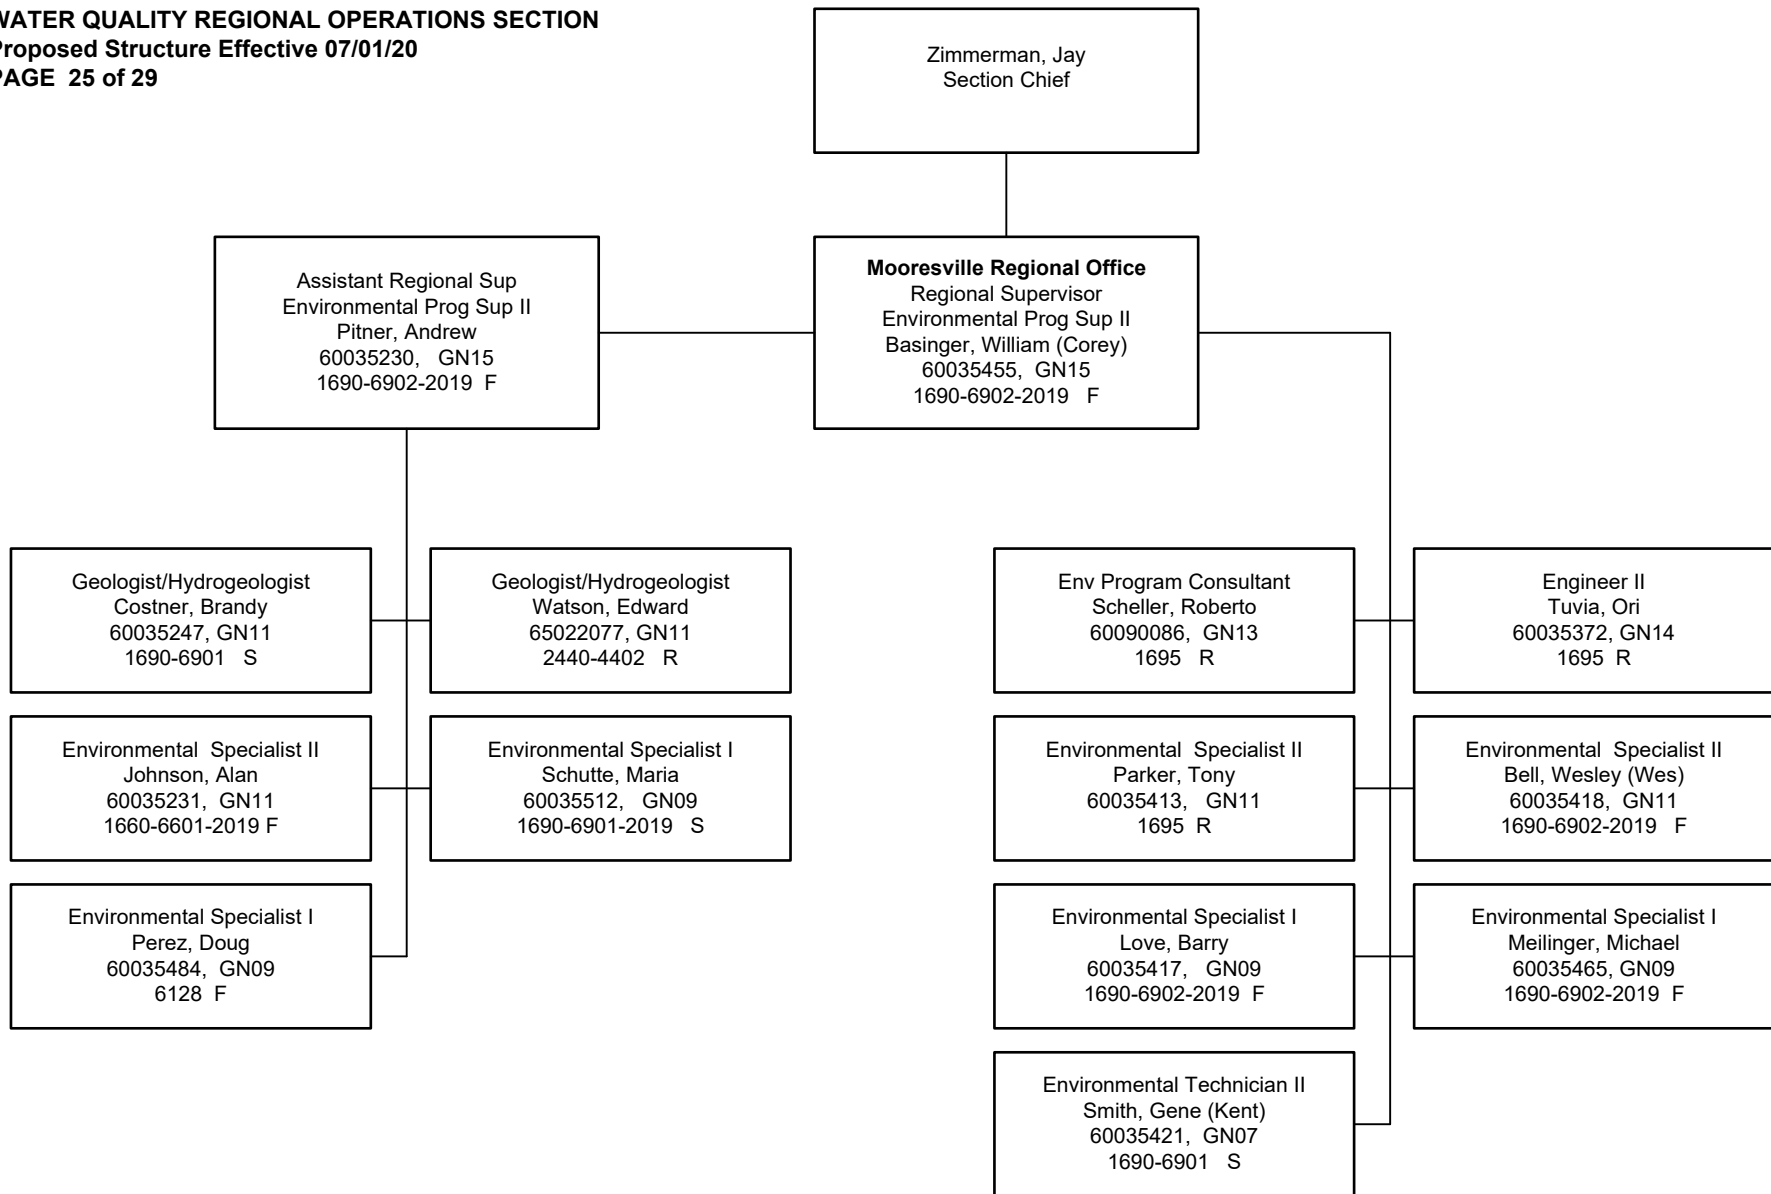 WATER QUALITY REGIONAL OPERATIONS SECTION
Proposed Structure Effective 07/01/20
PAGE 25 of 29
Zimmerman, Jay
Section Chief
Assistant Regional Sup
Environmental Prog Sup II
Pitner, Andrew
60035230, GN15
1690-6902-2019 F
Mooresville Regional Office
Regional Supervisor
Environmental Prog Sup II
Basinger, William (Corey)
60035455, GN15
1690-6902-2019 F
Geologist/Hydrogeologist
Costner, Brandy
60035247, GN11
1690-6901 S
Geologist/Hydrogeologist
Watson, Edward
65022077, GN11
2440-4402 R
Env Program Consultant
Scheller, Roberto
60090086, GN13
1695 R
Engineer II
Tuvia, Ori
60035372, GN14
1695 R
Environmental Specialist II
Johnson, Alan
60035231, GN11
1660-6601-2019 F
Environmental Specialist I
Schutte, Maria
60035512, GN09
1690-6901-2019 S
Environmental Specialist II
Parker, Tony
60035413, GN11
1695 R
Environmental Specialist II
Bell, Wesley (Wes)
60035418, GN11
1690-6902-2019 F
Environmental Specialist I
Perez, Doug
60035484, GN09
6128 F
Environmental Specialist I
Love, Barry
60035417, GN09
1690-6902-2019 F
Environmental Specialist I
Meilinger, Michael
60035465, GN09
1690-6902-2019 F
Environmental Technician II
Smith, Gene (Kent)
60035421, GN07
1690-6901 S